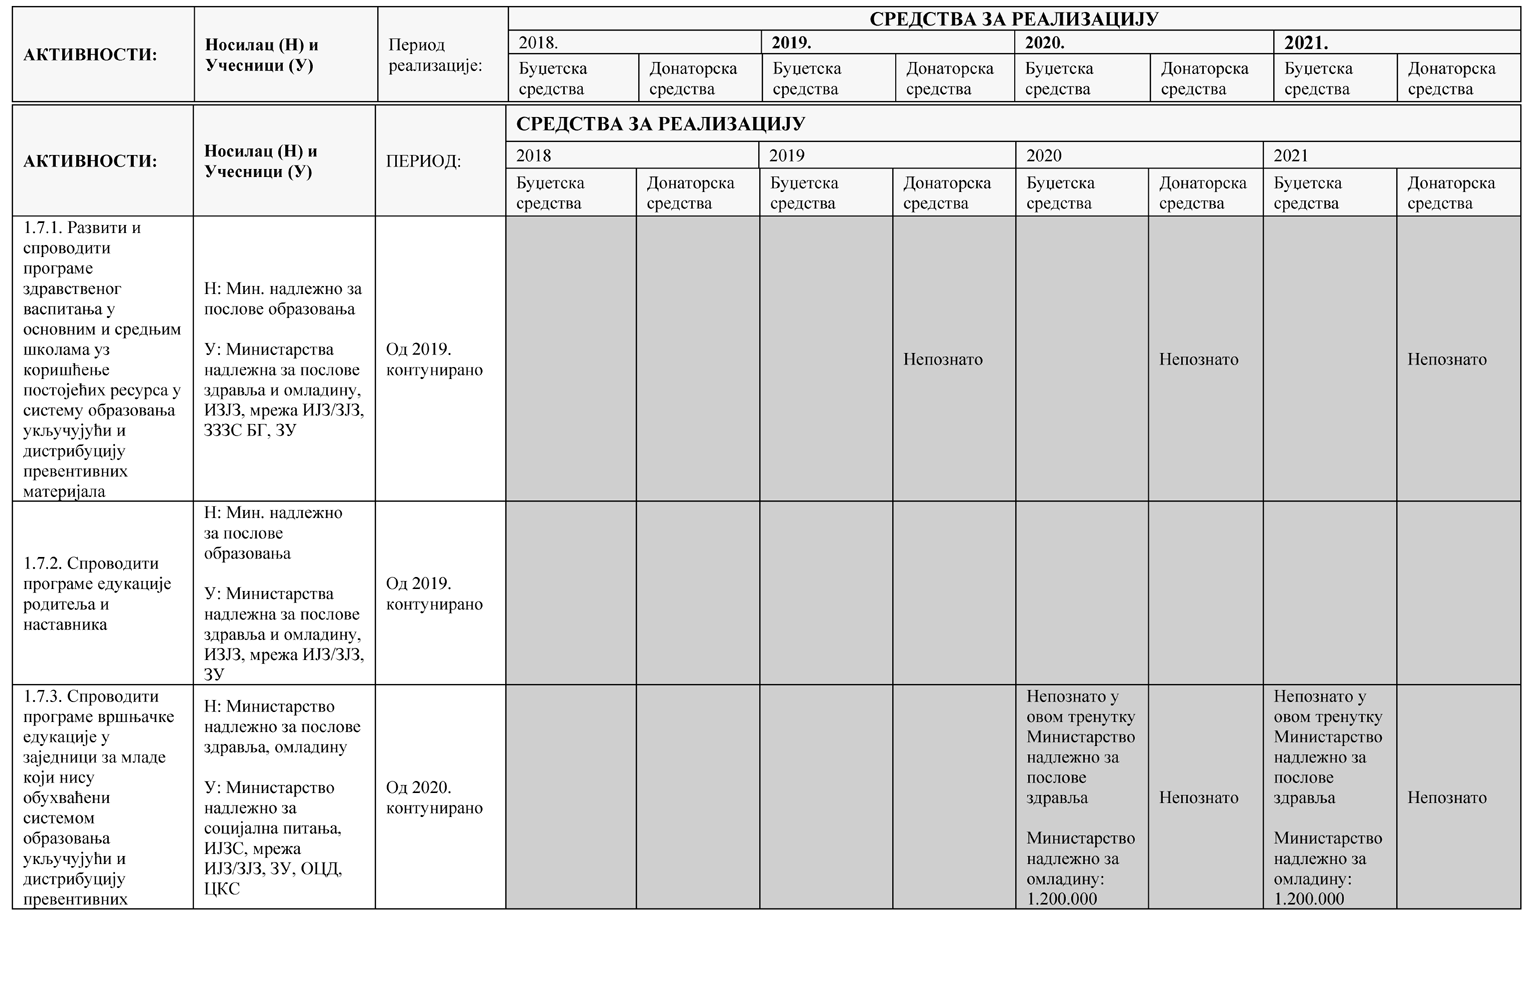 АКТИВНОСТИ:
Носилац (Н) и
Учесници (У)
Период
реализације:
СРЕДСТВА ЗА РЕАЛИЗАЦИЈУ
2018.
2019.
2020.
2021.
Буџетска
средства
Донаторска
средства
Буџетска
средства
Донаторска
средства
Буџетска
средства
Донаторска
средства
Буџетска
средства
Донаторска
средства
АКТИВНОСТИ:
Носилац (Н) и
Учесници (У)
ПЕРИОД:
СРЕДСТВА ЗА РЕАЛИЗАЦИЈУ
2018
2019
2020
2021
Буџетска
средства
Донаторска
средства
Буџетска
средства
Донаторска
средства
Буџетска
средства
Донаторска
средства
Буџетска
средства
Донаторска
средства
1.7.1. Развити и
спроводити
програме
здравственог
васпитања у
основним и средњим
школама уз
коришћење
постојећих ресурса у
систему образовања
укључујући и
дистрибуцију
превентивних
материјала
Н: Мин. надлежно за
послове образовања
У: Министарства
надлежна за послове
здравља и омладину,
ИЗЈЗ, мрежа ИЈЗ/ЗЈЗ,
ЗЗЗС БГ, ЗУ
Од 2019.
контунирано
Непознато
Непознато
Непознато
1.7.2. Спроводити
програме едукације
родитеља и
наставника
Н: Мин. надлежно
за послове
образовања
У: Министарства
надлежна за послове
здравља и омладину,
ИЗЈЗ, мрежа ИЈЗ/ЗЈЗ,
ЗУ
Од 2019.
контунирано
1.7.3. Спроводити
програме вршњачке
едукације у
заједници за младе
који нису
обухваћени
системом
образовања
укључујући и
дистрибуцију
превентивних
Н: Министарство
надлежно за послове
здравља, омладину
У: Министарство
надлежно за
социјална питања,
ИЈЗС, мрежа
ИЈЗ/ЗЈЗ, ЗУ, ОЦД,
ЦКС
Од 2020.
контунирано
Непознато у
овом тренутку
Министарство
надлежно за
послове
здравља
Министарство
надлежно за
омладину:
1.200.000
Непознато
Непознато у
овом тренутку
Министарство
надлежно за
послове
здравља
Министарство
надлежно за
омладину:
1.200.000
Непознато